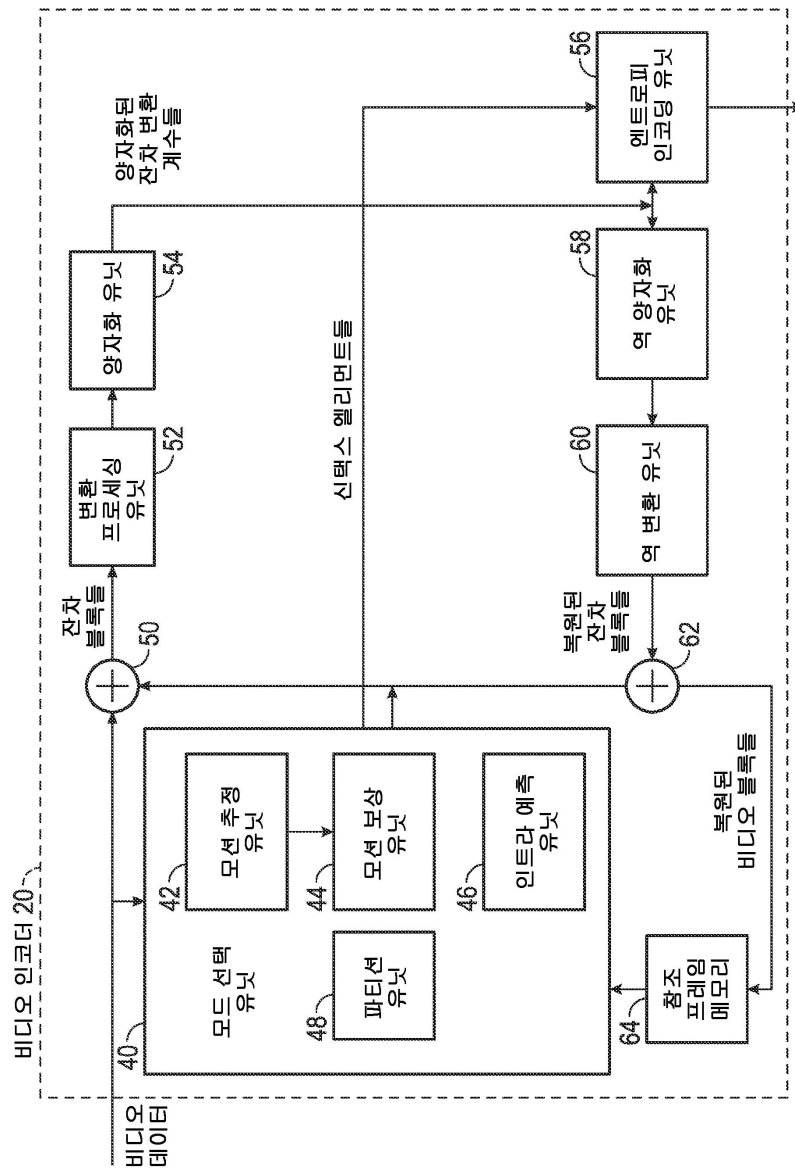 비디오 인코더 20
비디오
데이터
40
모드 선택
유닛
42
모션 추정
유닛
44
모션 보상
유닛
46
인트라 예측
유닛
48
파티션
유닛
64
참조
프레임
메모리
잔차
블록들
50
변환
프로세싱
유닛
52
양자화 유닛
54
양자화된
잔차 변환
계수들
신택스 엘리먼트들
엔트로피
인코딩 유닛
56
역 양자화
유닛
58
역 변환 유닛
60
복원된
잔차
블록들
62
복원된
비디오 블록들